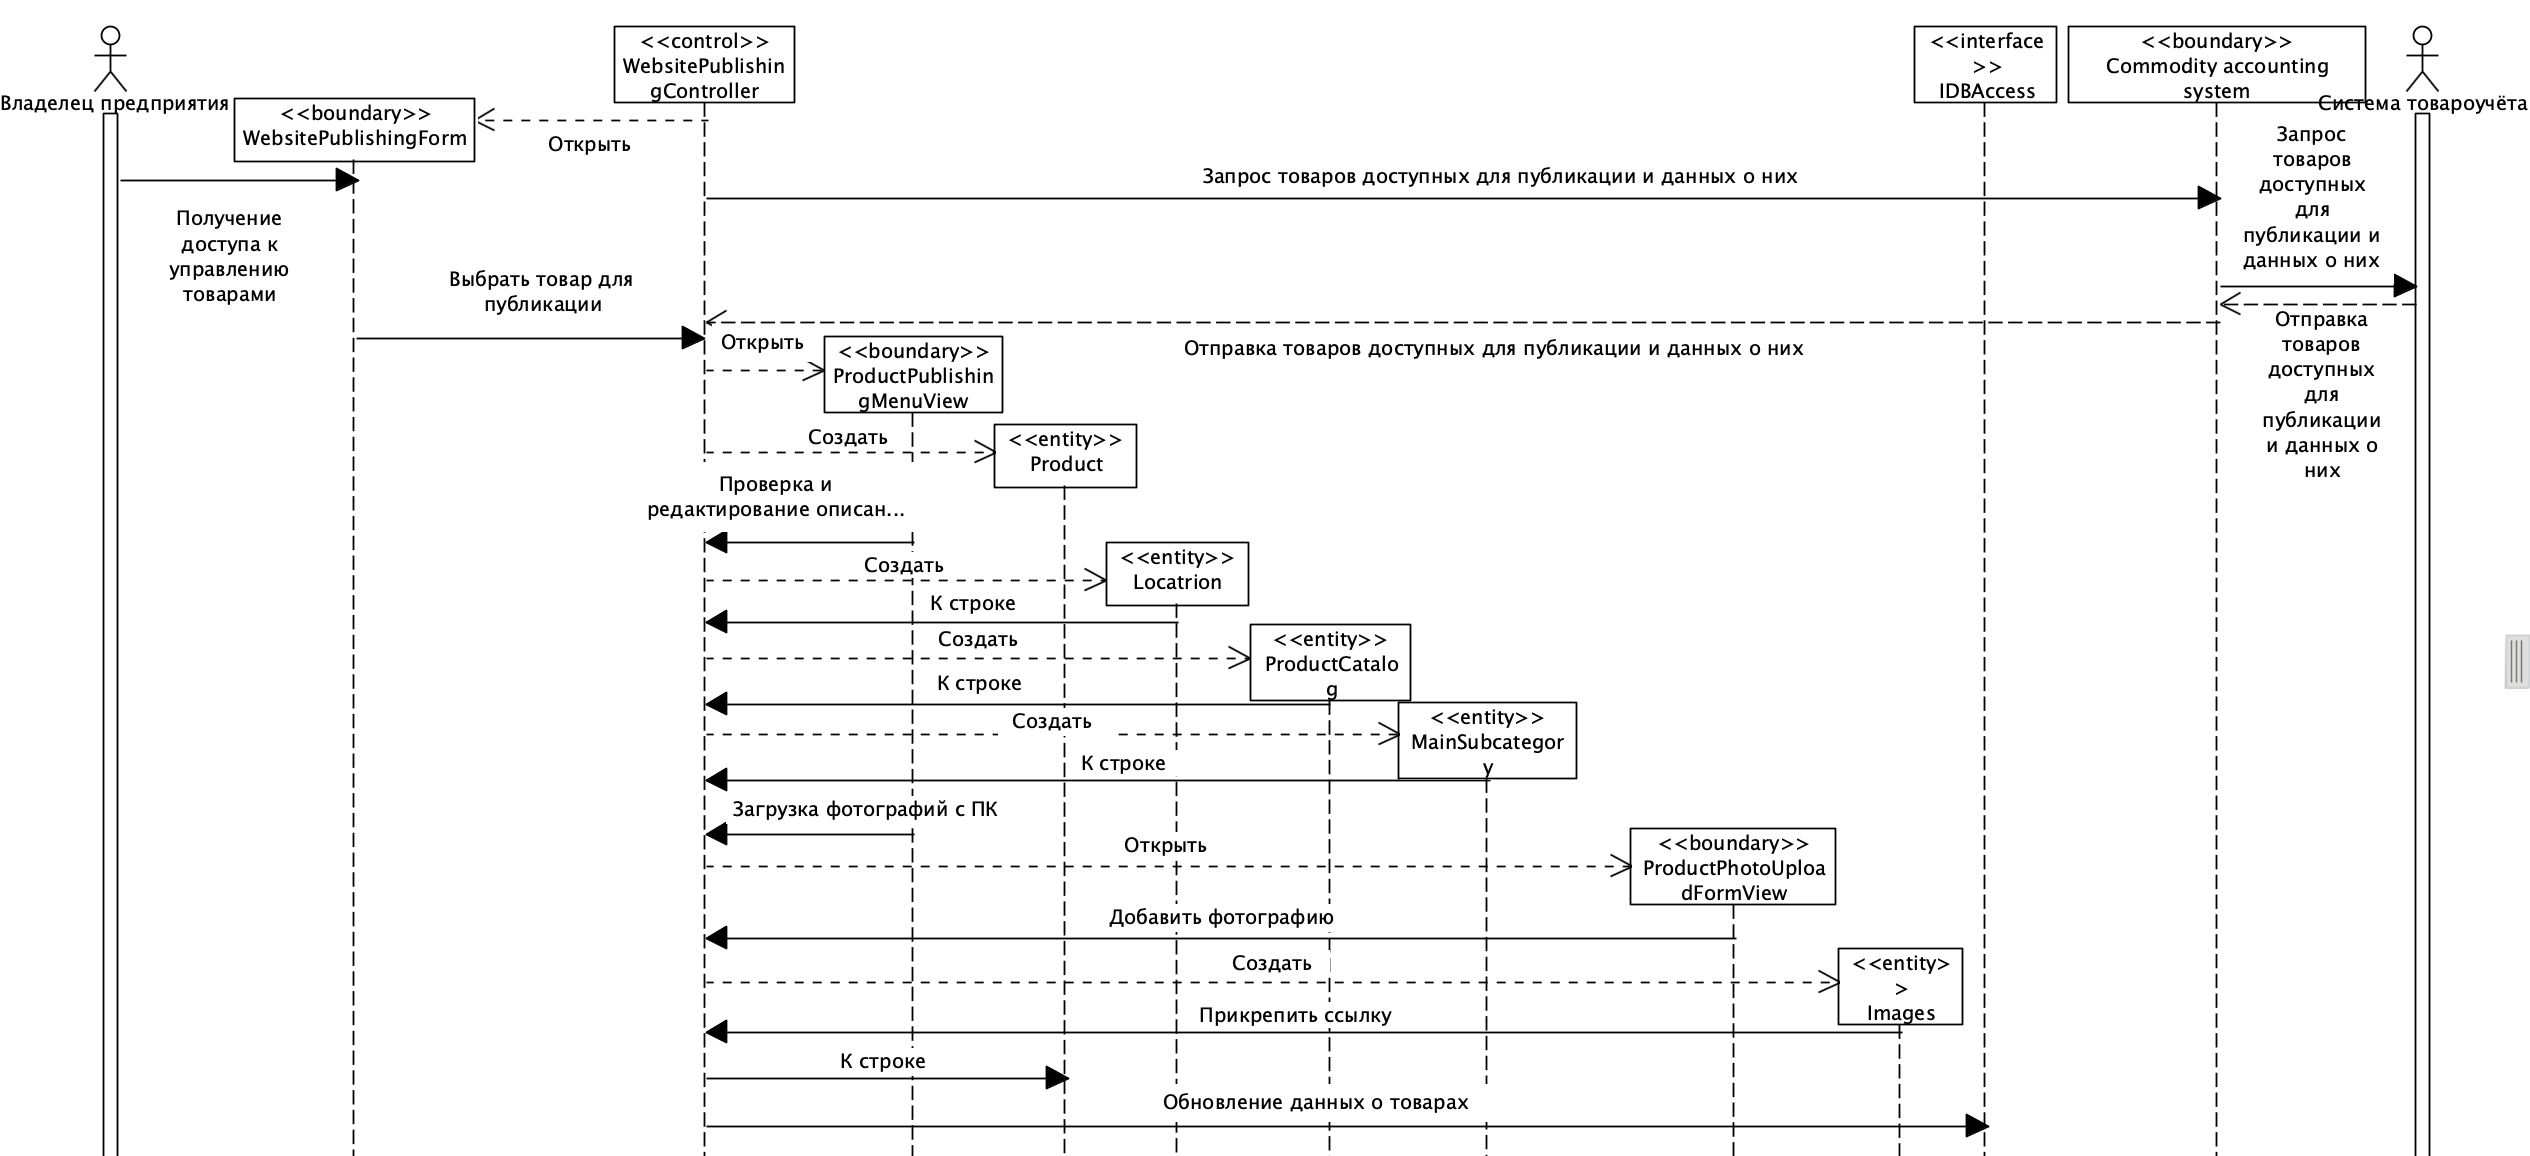 <<control>>
WebsitePublishin
gController
<<interface
>>
IDBAccess
<<boundary>>
Commodity accounting
system
Владелец предприятия
Система товароучёта
<<boundary>>
WebsitePublishingForm
Открыть
Запрос
товаров
доступных
для
публикации и
данных о них
Запрос товаров доступных для публикации и данных о них
Получение
доступа к
управлению
товарами
Выбрать товар для
публикации
Открыть
<<boundary>>
ProductPublishin
gMenuView
Отправка товаров доступных для публикации и данных о них
Отправка
товаров
доступных
для
публикации
и данных о
них
Создать
<<entity>>
Product
Проверка и
редактирование описан...
Создать
<<entity>>
Locatrion
К строке
Создать
<<entity>>
ProductCatalo
g
К строке
Создать
<<entity>>
MainSubcategor
y
К строке
Загрузка фотографий с ПК
Открыть
<<boundary>>
ProductPhotoUploa
dFormView
Добавить фотографию
Создать
<<entity>
>
Images
Прикрепить ссылку
К строке
Обновление данных о товарах